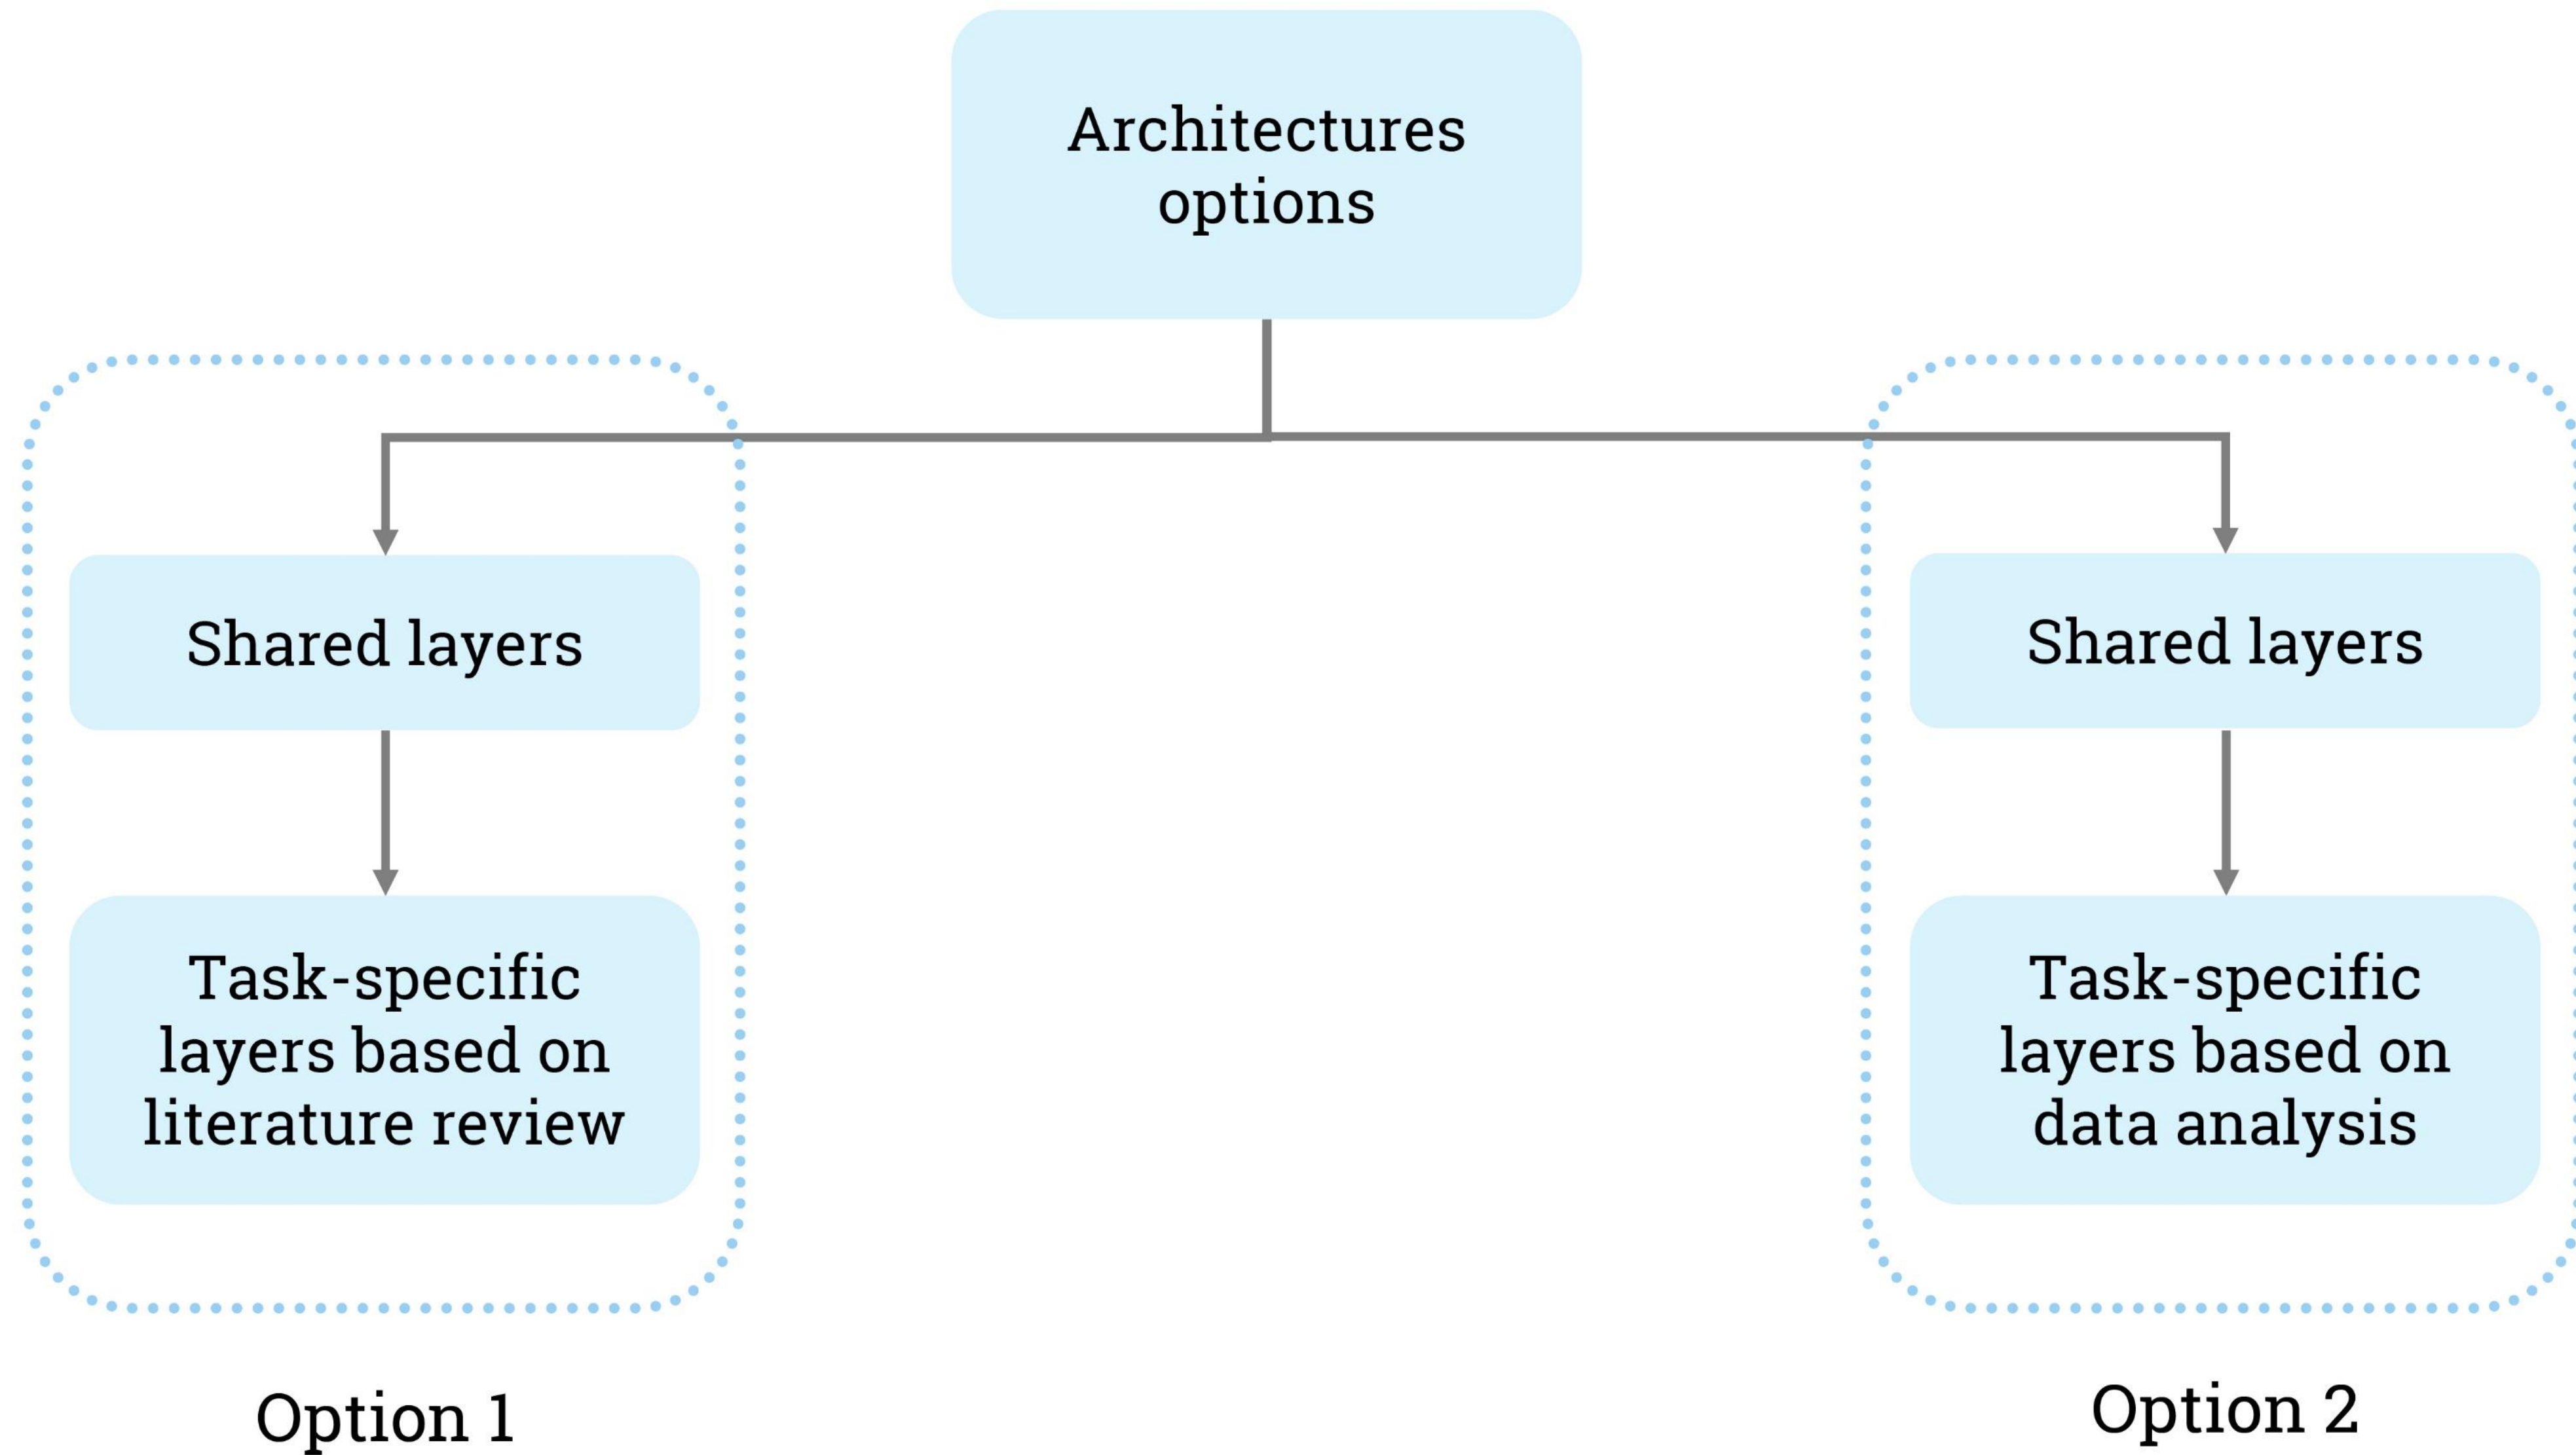 Architectures
options
Shared layers
Task-specific
layers based on
literature review
Option 1
Shared layers
Task-specific
layers based on
data analysis
Option 2